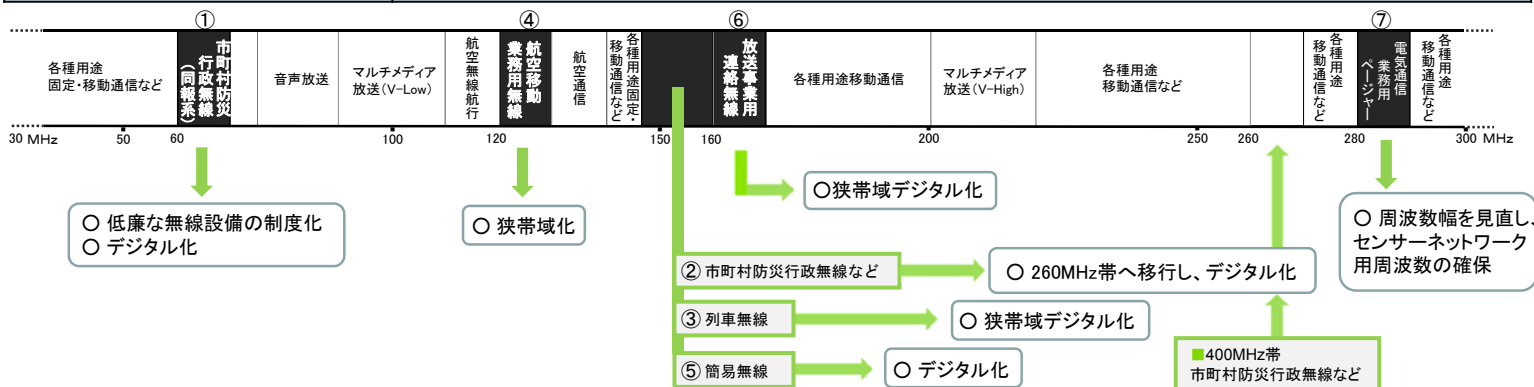 ①
④
⑥
⑦
各種用途
固定・移動通信など
市町村防災
行政無線
（同報系）
音声放送
マルチメディア
放送（V-Low）
航空無線航行
航空移動
業務用無線
航空通信
各種用途固定・
移動通信など
放送事業用
連絡無線
各種用途移動通信
マルチメディア
放送（V-High）
各種用途
移動通信など
各種用途
移動通信など
電気通信
業務用
ページャー
各種用途
移動通信など
30 MHz
50
60
100
120
150
160
200
250
260
280
300 MHz
○ 低廉な無線設備の制度化
○ デジタル化
○ 狭帯域化
○狭帯域デジタル化
○ 周波数幅を見直し、
センサーネットワーク
用周波数の確保
② 市町村防災行政無線など
○ 260MHz帯へ移行し、デジタル化
③ 列車無線
○ 狭帯域デジタル化
⑤ 簡易無線
○ デジタル化
■400MHz帯
市町村防災行政無線など